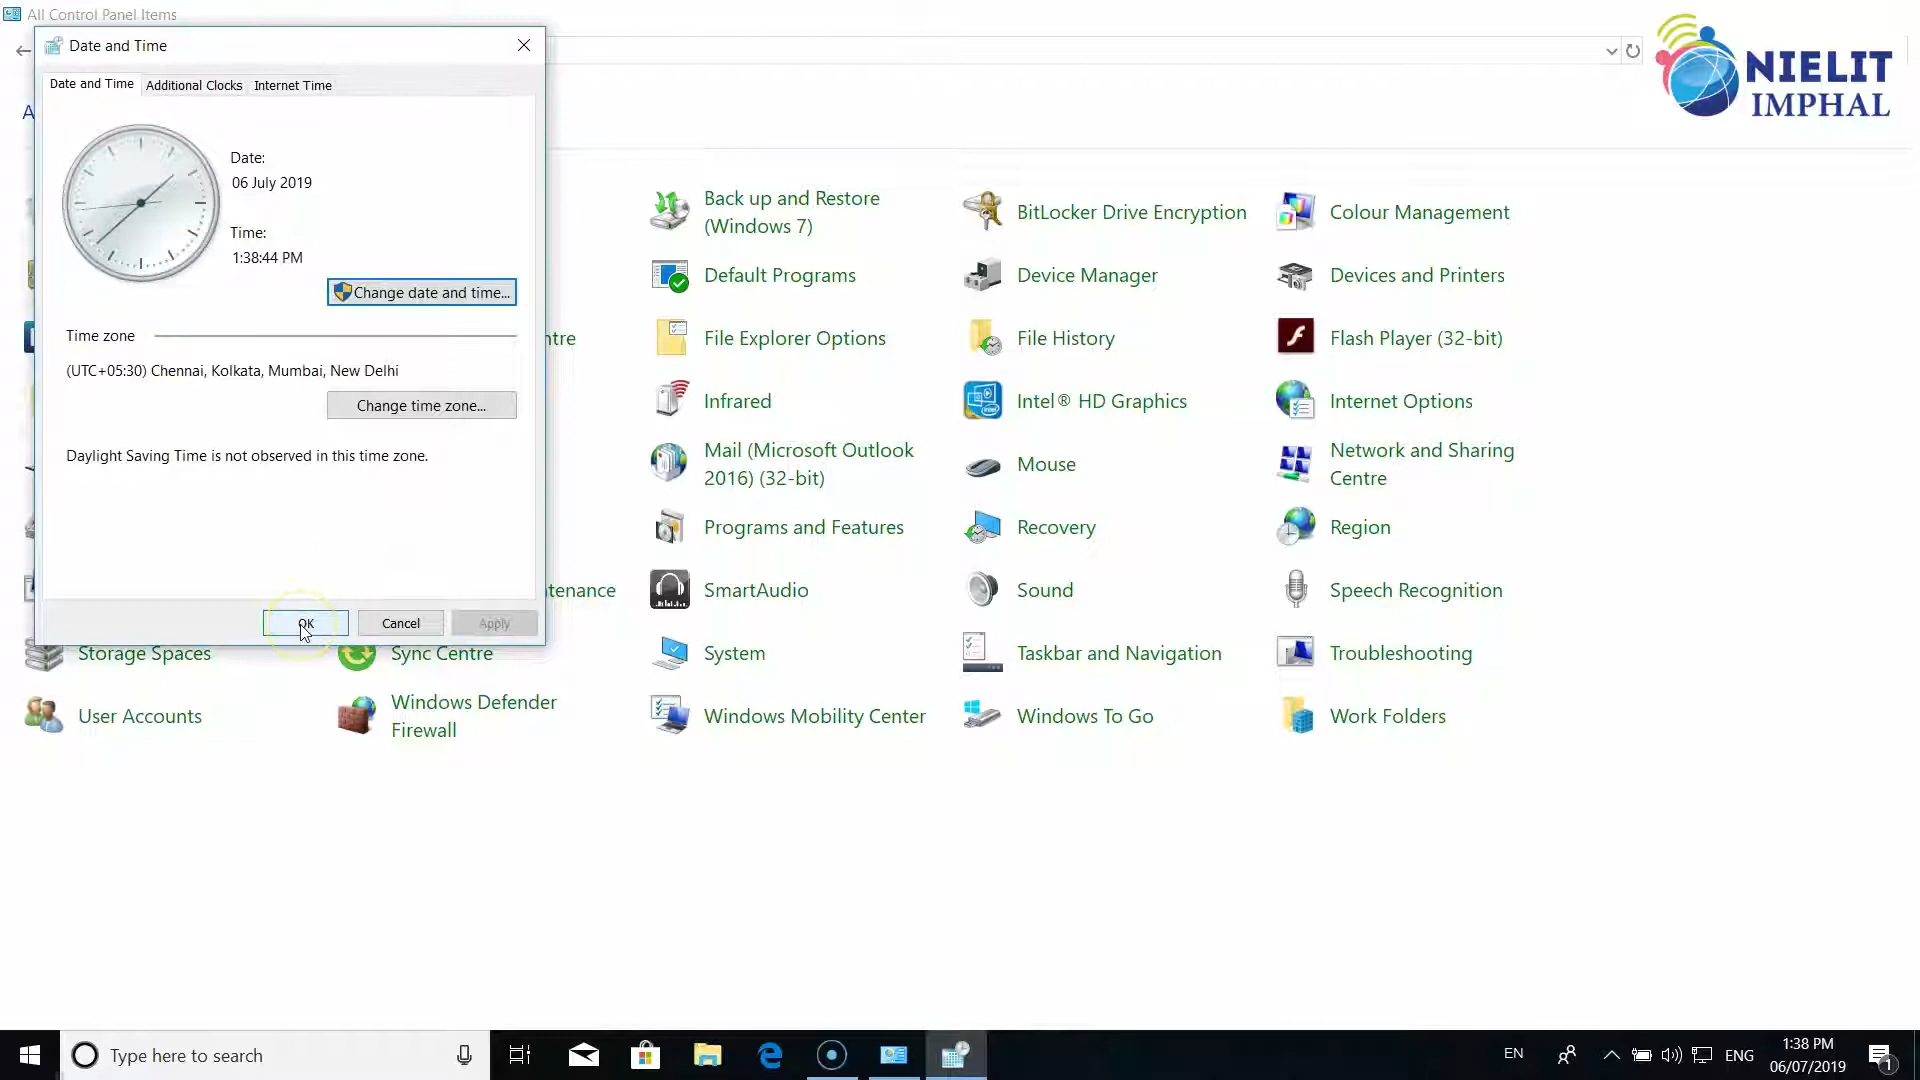 All Control Panel Items
Date and Time
Date and Time
Additional Clocks
Internet Time
NIELIT
IMPHAL
A
Date:
06 July 2019
Time:
1:38:44 PM
Change date and time...
Time zone
(UTC+05:30) Chennai, Kolkata, Mumbai, New Delhi
Change time zone...
Daylight Saving Time is not observed in this time zone.
OK
Cancel
Apply
Back up and Restore
(Windows 7)
BitLocker Drive Encryption
Colour Management
Default Programs
Device Manager
Devices and Printers
ntre
File Explorer Options
File History
Flash Player (32-bit)
Infrared
Intel® HD Graphics
Internet Options
Mail (Microsoft Outlook
2016) (32-bit)
Mouse
Network and Sharing
Centre
Programs and Features
Recovery
Region
tenance
SmartAudio
Sound
Speech Recognition
Storage Spaces
Sync Centre
System
Taskbar and Navigation
Troubleshooting
User Accounts
Windows Defender
Firewall
Windows Mobility Center
Windows To Go
Work Folders
Type here to search
EN
ENG
1:38 PM
06/07/2019
1